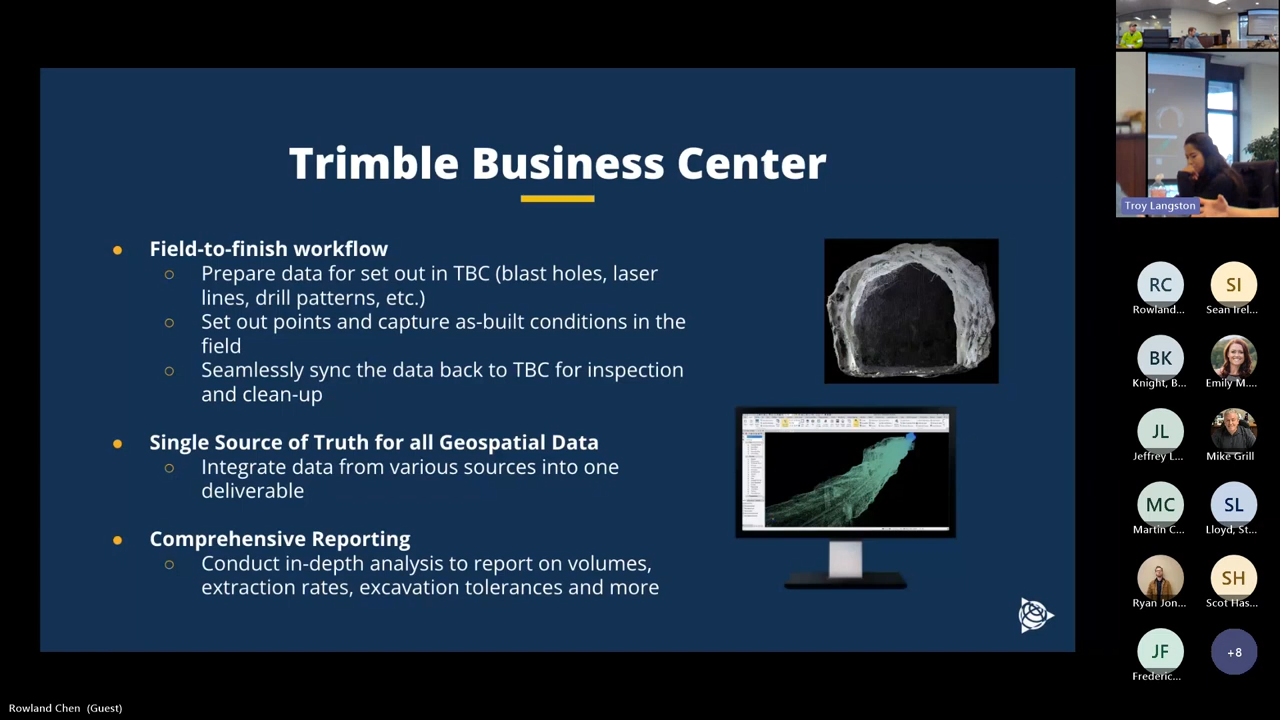 Trimble Business Center
Field-to-finish workflow
Prepare data for set out in TBC (blast holes, laser
lines, drill patterns, etc.)
Set out points and capture as-built conditions in the
field
Seamlessly sync the data back to TBC for inspection
and clean-up
Single Source of Truth for all Geospatial Data
Integrate data from various sources into one
deliverable
Comprehensive Reporting
Conduct in-depth analysis to report on volumes,
extraction rates, excavation tolerances and more
Troy Langston
RC
SI
Rowland...
Sean Irel...
BK
Knight, B...
Emily M....
JL
Jeffrey L...
Mike Grill
MC
SL
Martin C...
Lloyd, St...
SH
Ryan Jon...
Scot Has...
JF
+8
Frederic...
Rowland Chen (Guest)